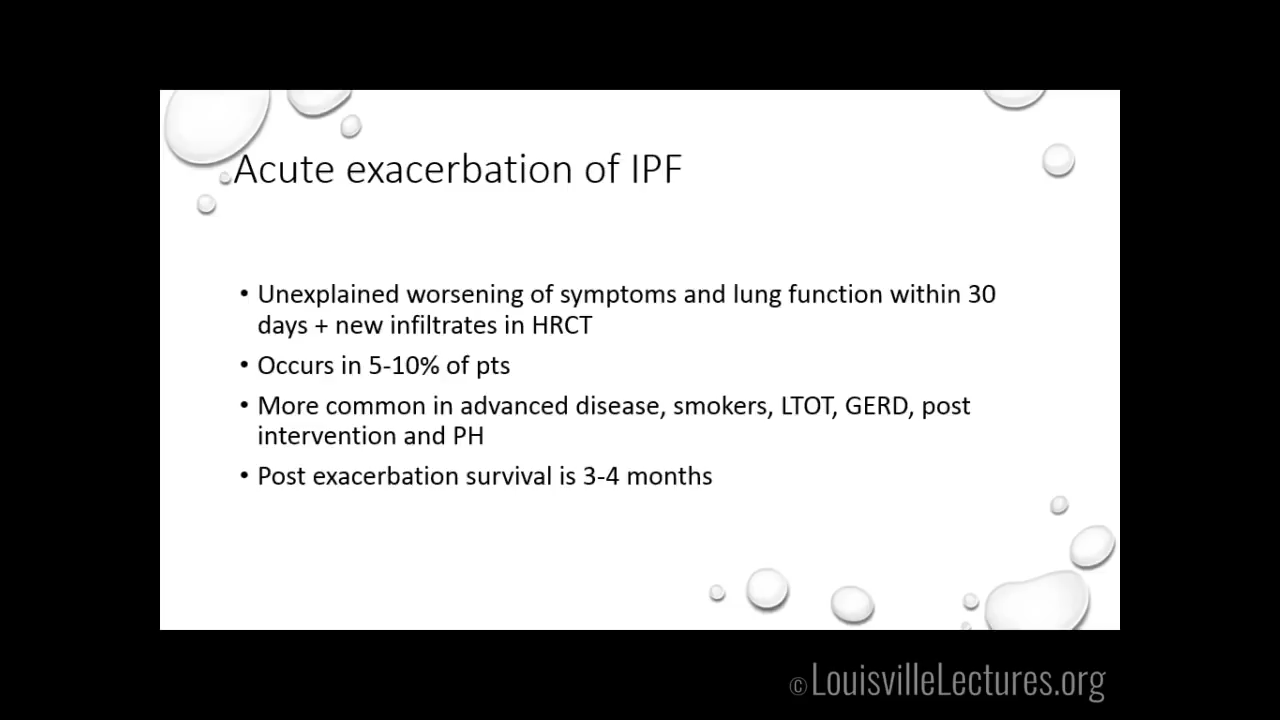 Acute exacerbation of IPF
• Unexplained worsening of symptoms and lung function within 30
days + new infiltrates in HRCT
• Occurs in 5-10% of pts
• More common in advanced disease, smokers, LTOT, GERD, post
intervention and PH
• Post exacerbation survival is 3-4 months
© LouisvilleLectures.org